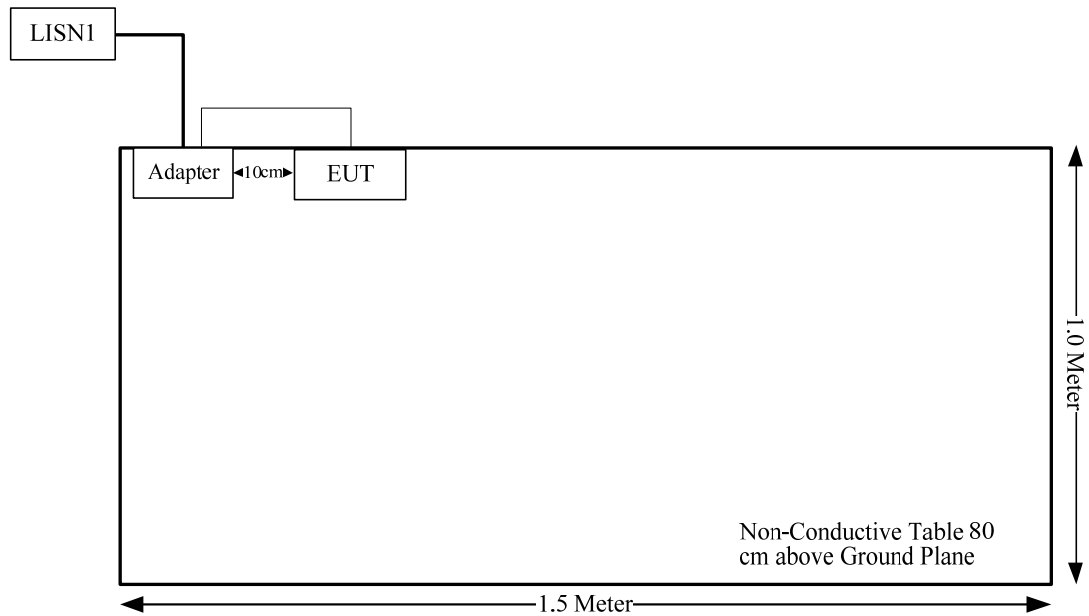 LISN1
Adapter
10cm
EUT
1.0 Meter
Non-Conductive Table 80
cm above Ground Plane
1.5 Meter